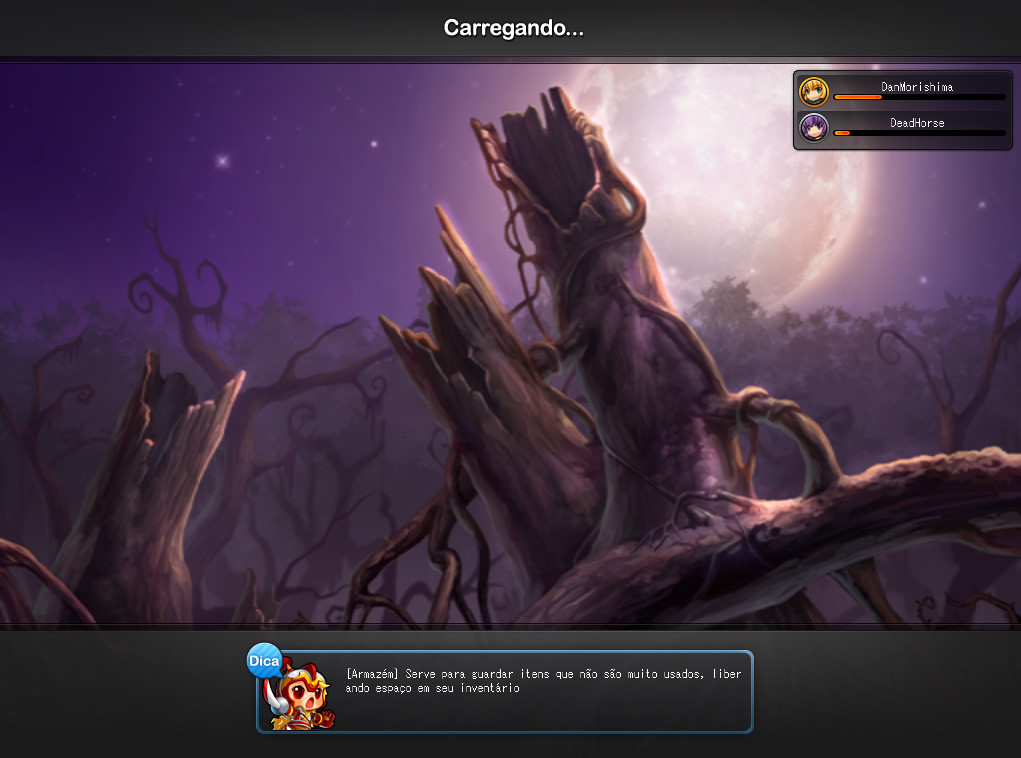 Carregando...
DanMorishima
DeadHorse
Dica
[Armazém] Serve para guardar itens que não são muito usados, liber
ando espaço em seu inventário